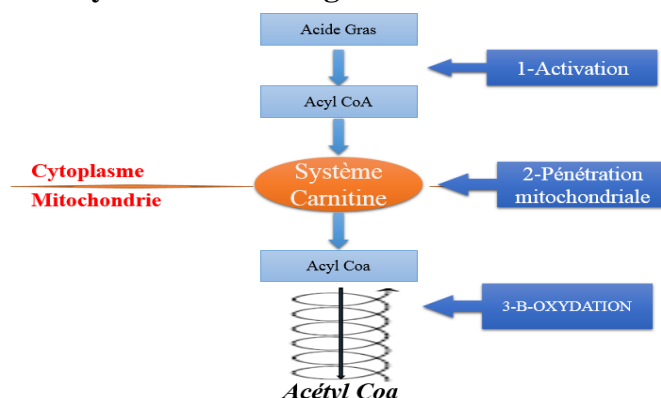 Acide Gras
1-Activation
Acyl CoA
Cytoplasme
Système
Carnitine
2-Pénétration
mitochondriale
Mitochondrie
Acyl Coa
3-B-OXYDATION
Acétyl Coa